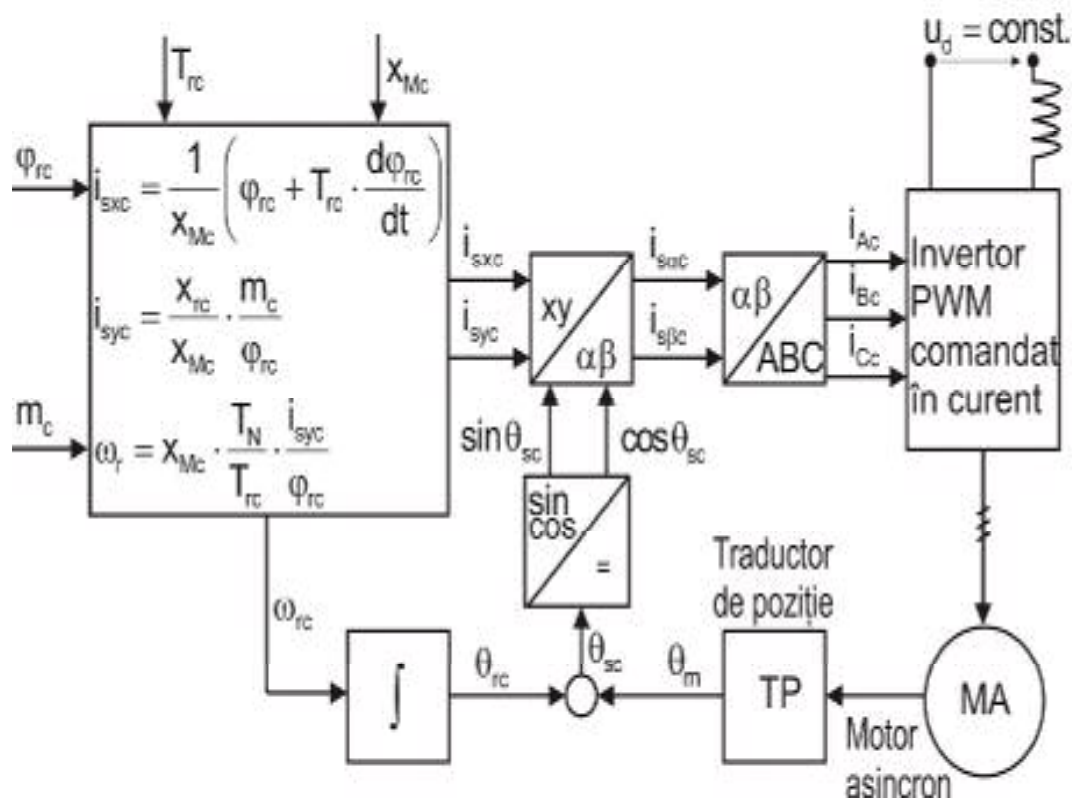 u_d = const.
T_rc
x_Mc
φ_rc
i_sxc = 1/x_Mc (φ_rc + T_rc · dφ_rc/dt)
i_syc = x_rc/x_Mc · m_c/φ_rc
m_c
ω_r = x_Mc · T_N/T_rc · i_syc/φ_rc
i_sxc
i_syc
xy
αβ
i_sαc
i_sβc
αβ
ABC
i_Ac
i_Bc
i_Cc
Invertor
PWM
comandat
în curent
sinθ_sc
cosθ_sc
sin
cos
=
Traductor
de poziție
ω_rc
∫
θ_rc
θ_sc
θ_m
TP
MA
Motor
asincron